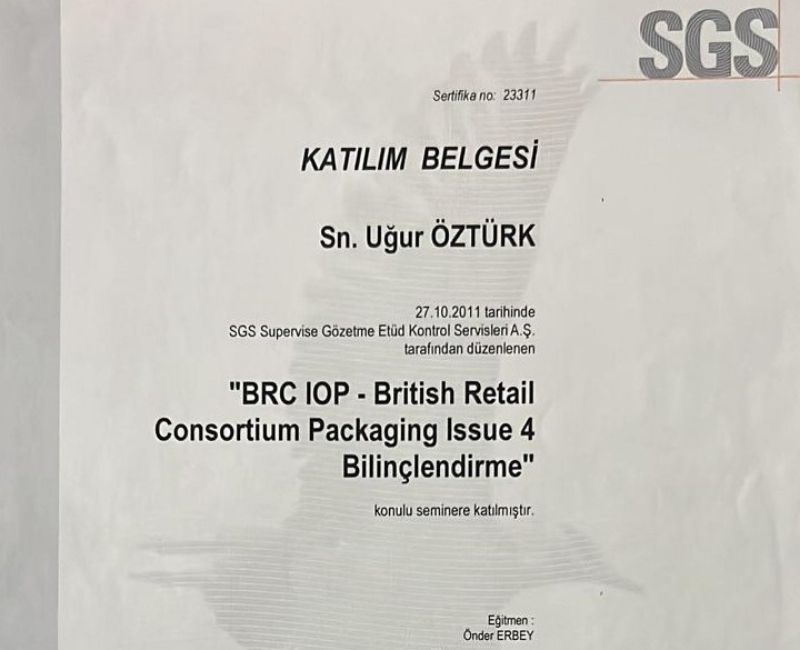 SGS
Sertifika no: 23311
KATILIM BELGESİ
Sn. Uğur ÖZTÜRK
27.10.2011 tarihinde
SGS Supervise Gözetme Etüd Kontrol Servisleri A.Ş.
tarafından düzenlenen
"BRC IOP - British Retail
Consortium Packaging Issue 4
Bilinçlendirme"
konulu seminere katılmıştır.
Eğitmen :
Önder ERBEY